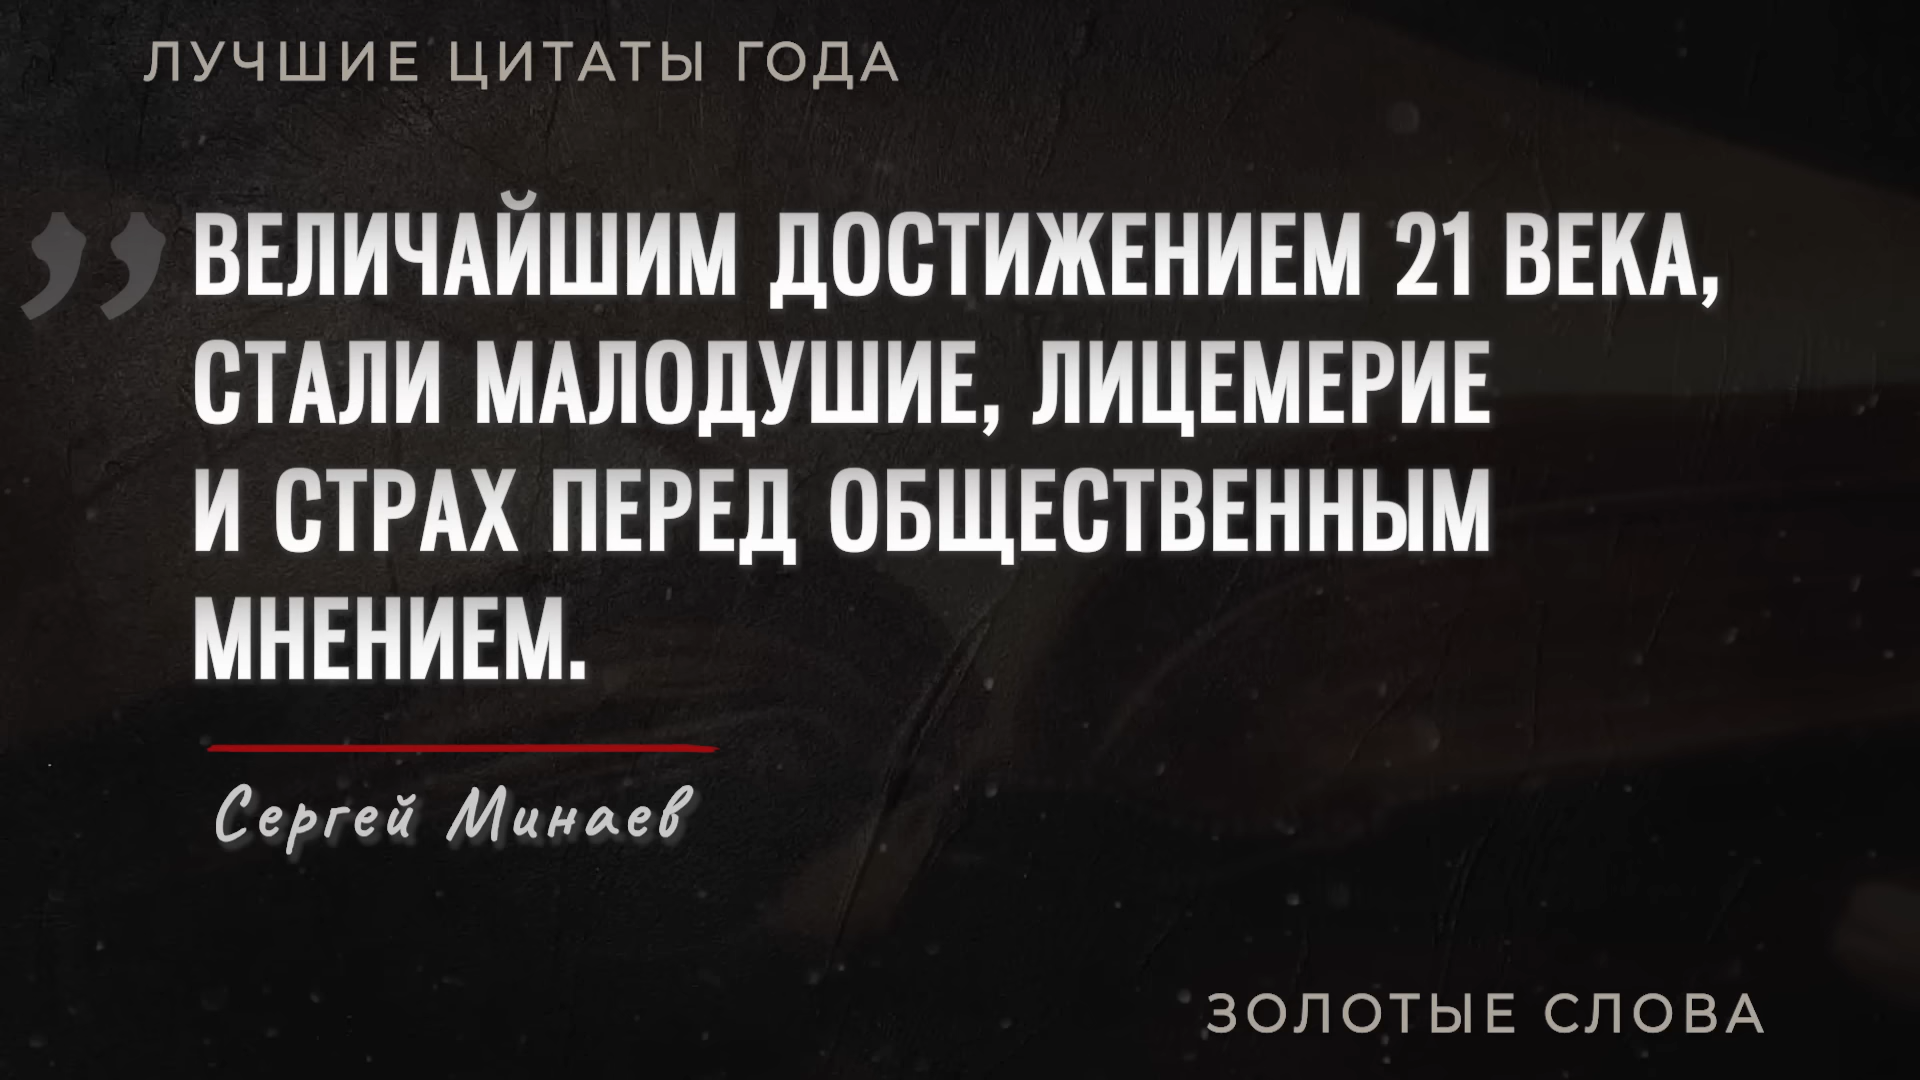 ЛУЧШИЕ ЦИТАТЫ ГОДА
” ВЕЛИЧАЙШИМ ДОСТИЖЕНИЕМ 21 ВЕКА,
СТАЛИ МАЛОДУШИЕ, ЛИЦЕМЕРИЕ
И СТРАХ ПЕРЕД ОБЩЕСТВЕННЫМ
МНЕНИЕМ.
Сергей Минаев
ЗОЛОТЫЕ СЛОВА